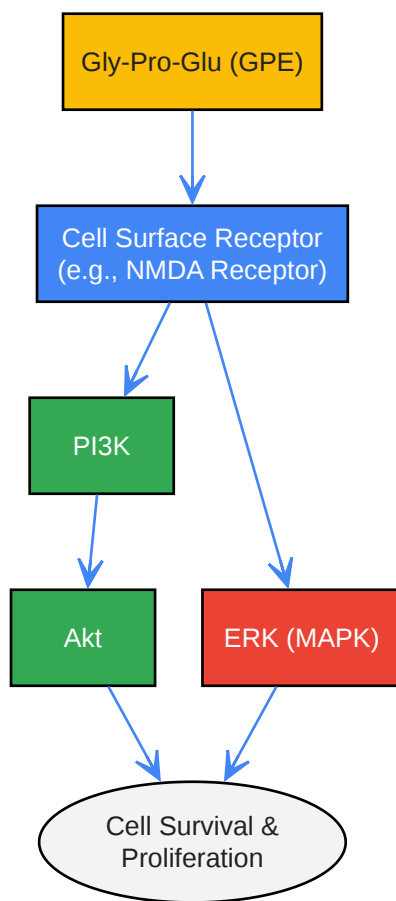 Gly-Pro-Glu (GPE)
Cell Surface Receptor
(e.g., NMDA Receptor)
PI3K
Akt
ERK (MAPK)
Cell Survival &
Proliferation